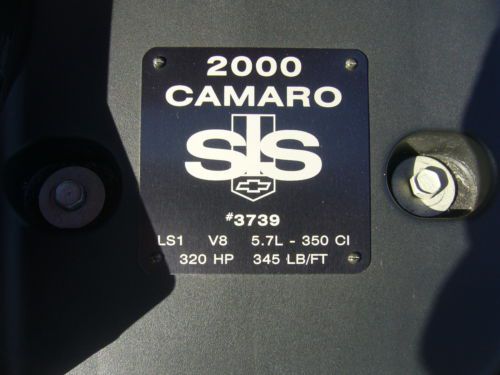 2000
CAMARO
SS
#3739
LS1 V8 5.7L - 350 CI
320 HP 345 LB/FT